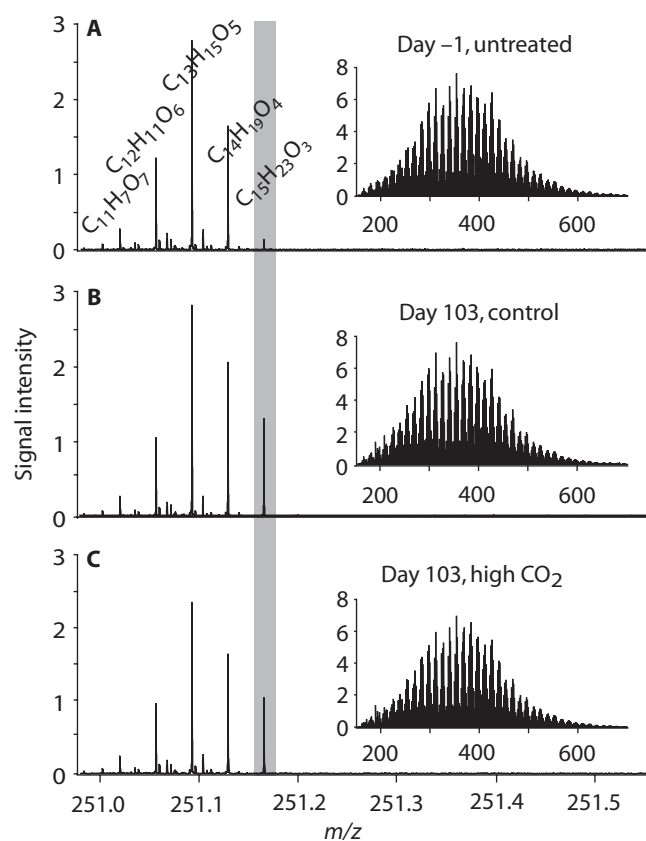 A
3
2
1
0
C11H7O7
C12H11O6
C13H15O5
C14H19O4
C15H23O3
Day –1, untreated
8
6
4
2
0
200 400 600
B
3
2
1
0
Day 103, control
8
6
4
2
0
200 400 600
Signal intensity
C
3
2
1
0
Day 103, high CO2
8
6
4
2
0
200 400 600
251.0 251.1 251.2 251.3 251.4 251.5
m/z